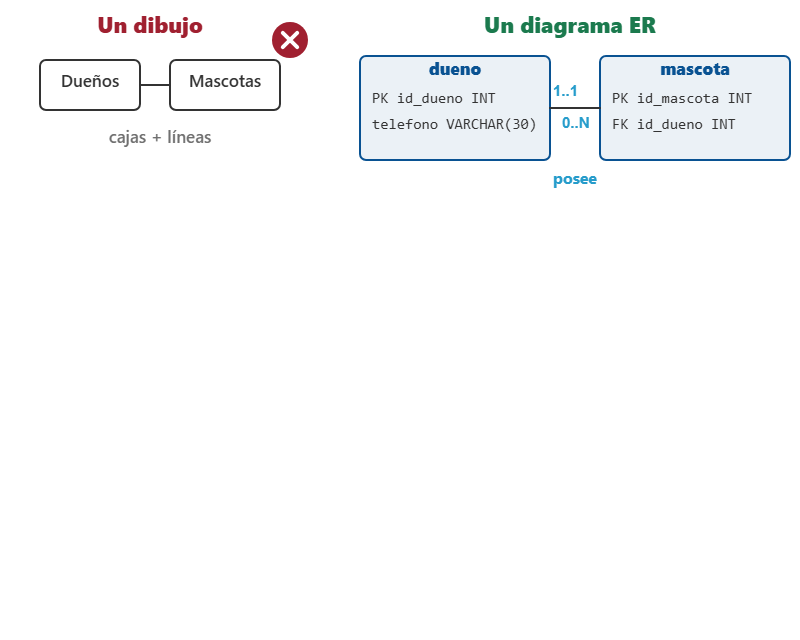 Un dibujo
Dueños
Mascotas
cajas + líneas
Un diagrama ER
dueno
PK id_dueno INT
telefono VARCHAR(30)
1..1
0..N
posee
mascota
PK id_mascota INT
FK id_dueno INT